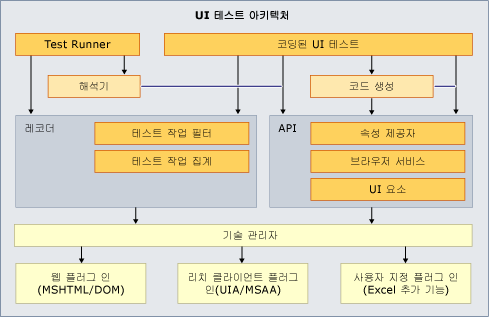 UI 테스트 아키텍처
Test Runner
코딩된 UI 테스트
해석기
코드 생성
레코더
테스트 작업 필터
테스트 작업 집계
API
속성 제공자
브라우저 서비스
UI 요소
기술 관리자
웹 플러그 인
(MSHTML/DOM)
리치 클라이언트 플러그
인(UIA/MSAA)
사용자 지정 플러그 인
(Excel 추가 기능)